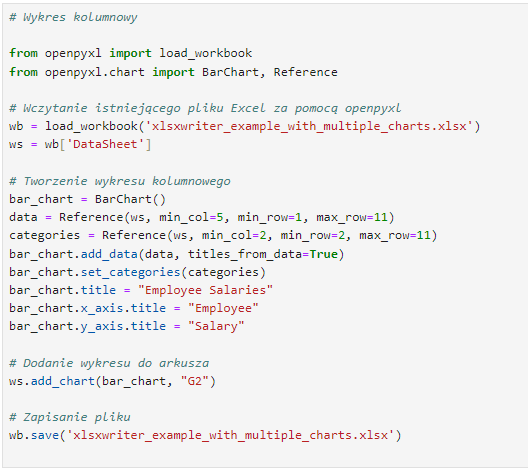 # Wykres kolumnowy
from openpyxl import load_workbook
from openpyxl.chart import BarChart, Reference
# Wczytanie istniejącego pliku Excel za pomocą openpyxl
wb = load_workbook('xlsxwriter_example_with_multiple_charts.xlsx')
ws = wb['DataSheet']
# Tworzenie wykresu kolumnowego
bar_chart = BarChart()
data = Reference(ws, min_col=5, min_row=1, max_row=11)
categories = Reference(ws, min_col=2, min_row=2, max_row=11)
bar_chart.add_data(data, titles_from_data=True)
bar_chart.set_categories(categories)
bar_chart.title = "Employee Salaries"
bar_chart.x_axis.title = "Employee"
bar_chart.y_axis.title = "Salary"
# Dodanie wykresu do arkusza
ws.add_chart(bar_chart, "G2")
# Zapisanie pliku
wb.save('xlsxwriter_example_with_multiple_charts.xlsx')